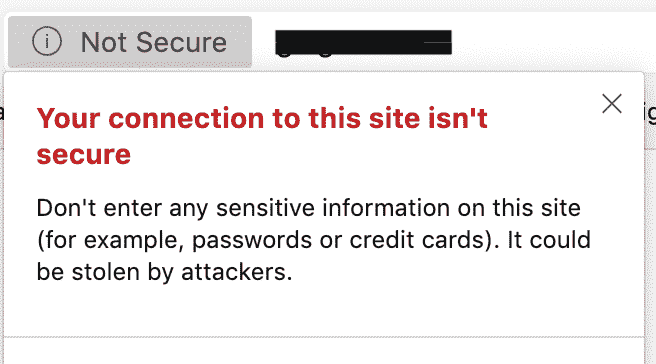 Not Secure
Your connection to this site isn't
secure
Don't enter any sensitive information on this site
(for example, passwords or credit cards). It could
be stolen by attackers.